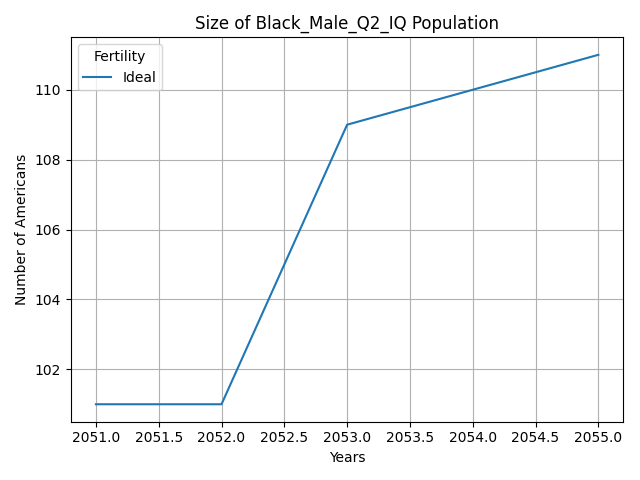 Size of Black_Male_Q2_IQ Population
Fertility
Ideal
Number of Americans
110
108
106
104
102
2051.0 2051.5 2052.0 2052.5 2053.0 2053.5 2054.0 2054.5 2055.0
Years